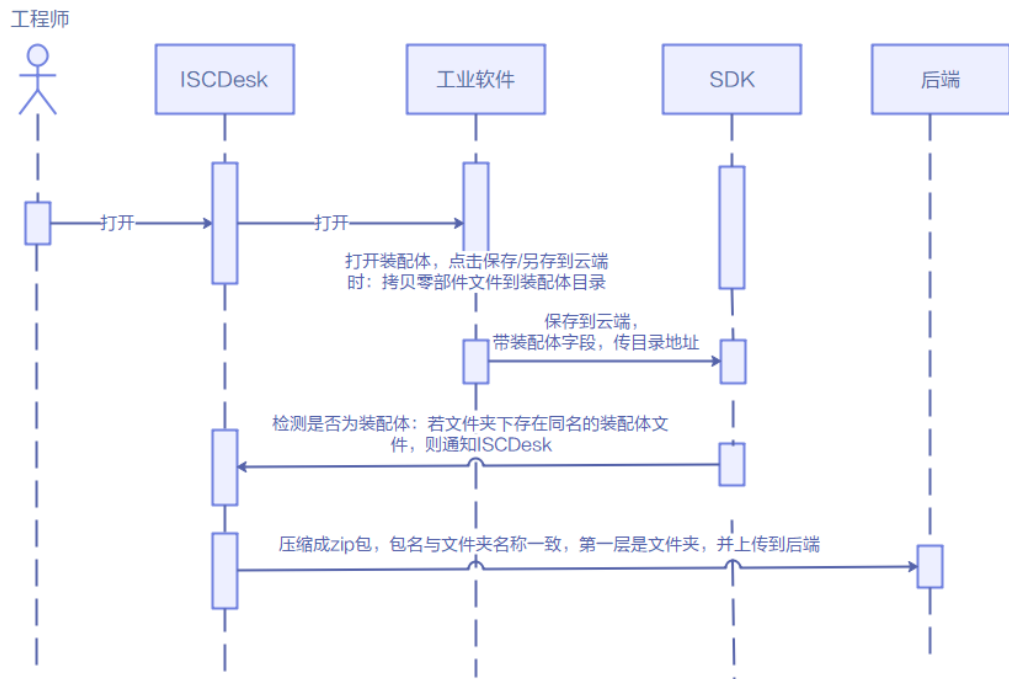 工程师
ISCDesk
工业软件
SDK
后端
打开
打开
打开装配体，点击保存/另存到云端
时：拷贝零部件文件到装配体目录
保存到云端，
带装配体字段，传目录地址
检测是否为装配体：若文件夹下存在同名的装配体文
件，则通知ISCDesk
压缩成zip包，包名与文件夹名称一致，第一层是文件夹，并上传到后端